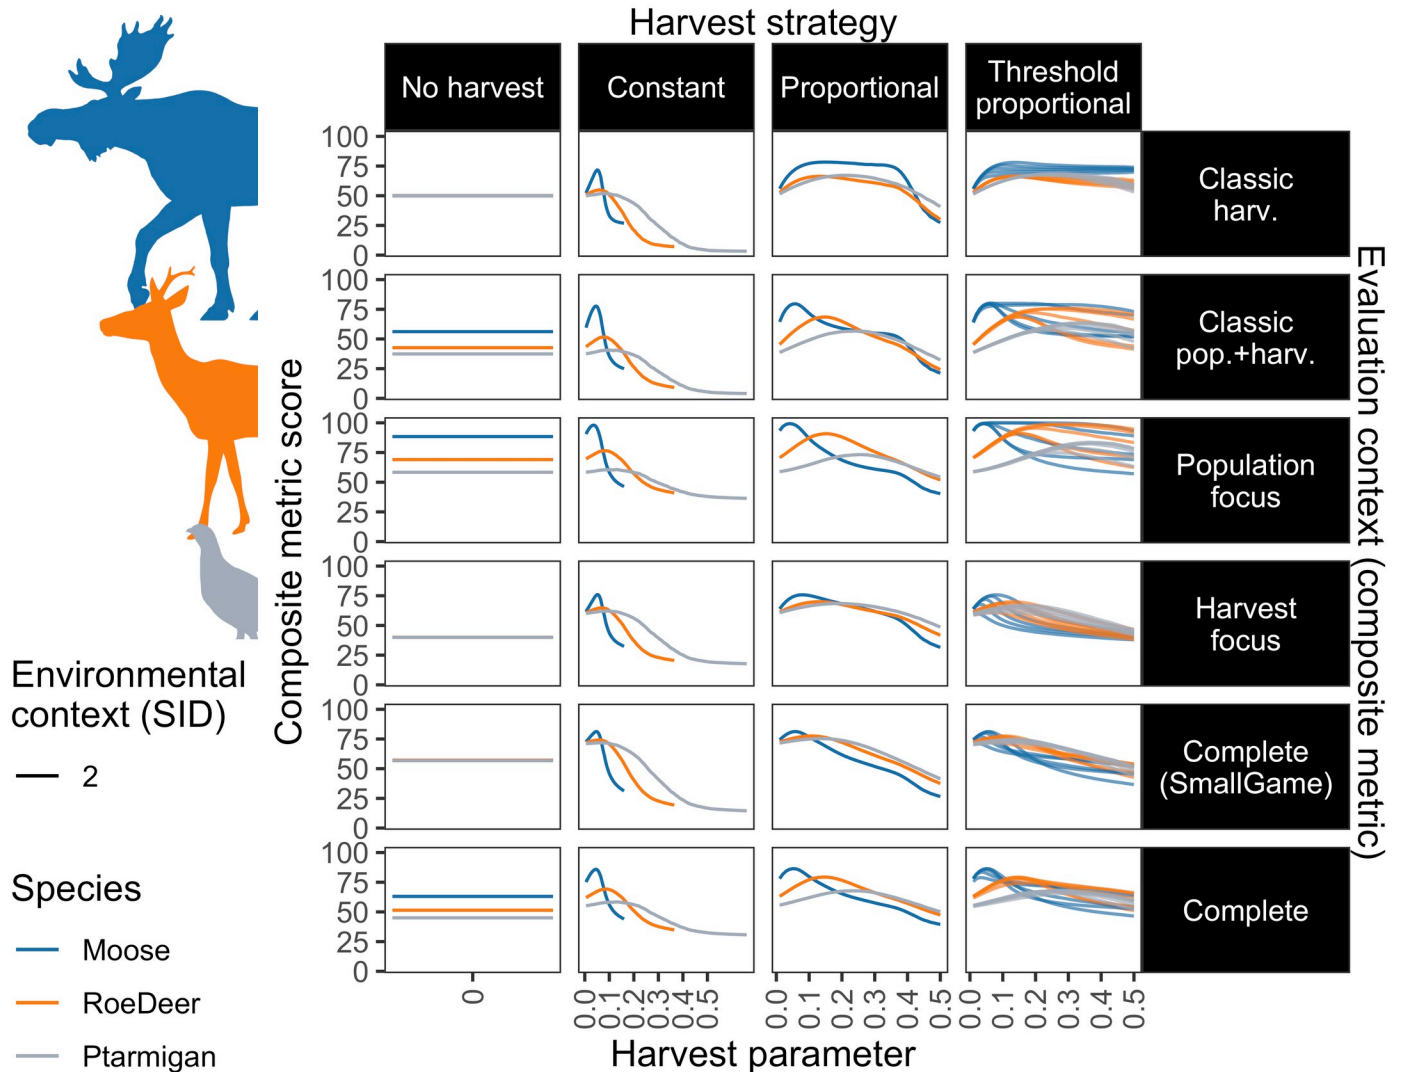 Harvest strategy
No harvest
Constant
Proportional
Threshold
proportional
Composite metric score
100
75
50
25
0
Classic
harv.
100
75
50
25
0
Classic
pop.+harv.
100
75
50
25
0
Population
focus
100
75
50
25
0
Harvest
focus
100
75
50
25
0
Complete
(SmallGame)
100
75
50
25
0
Complete
Evaluation context (composite metric)
0
0.0 0.1 0.2 0.3 0.4 0.5
0.0 0.1 0.2 0.3 0.4 0.5
0.0 0.1 0.2 0.3 0.4 0.5
Harvest parameter
Environmental
context (SID)
2
Species
Moose
RoeDeer
Ptarmigan